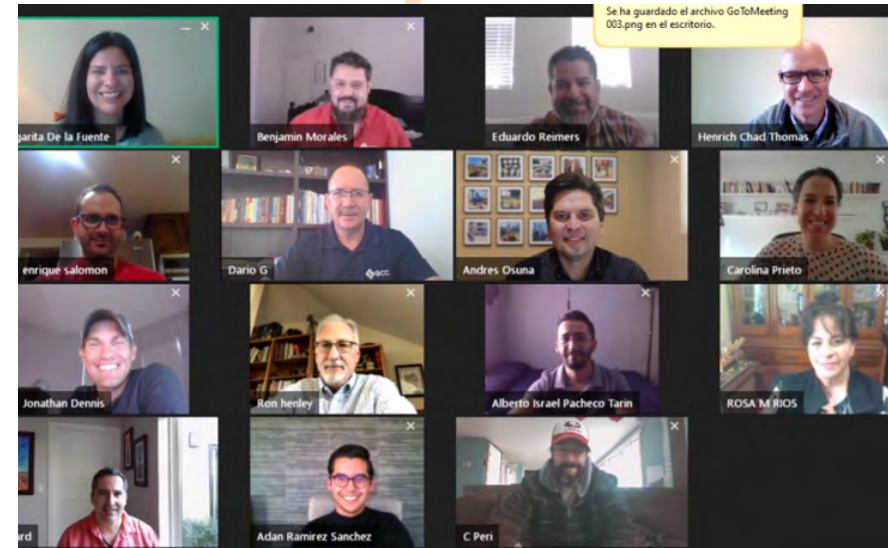 Se ha guardado el archivo GoToMeeting
003.png en el escritorio.
garita De la Fuente
Benjamin Morales
Eduardo Reimers
Henrich Chad Thomas
enrique salomon
Dario G
GCC
Andres Osuna
Carolina Prieto
Jonathan Dennis
Ron henley
Alberto Israel Pacheco Tarin
ROSA M RIOS
ard
Adan Ramirez Sanchez
C Peri